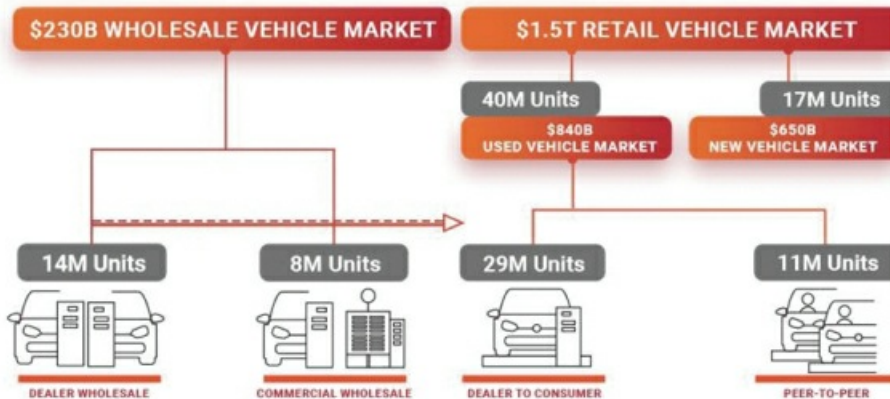 $230B WHOLESALE VEHICLE MARKET
$1.5T RETAIL VEHICLE MARKET
40M Units
17M Units
$840B
USED VEHICLE MARKET
$650B
NEW VEHICLE MARKET
14M Units
8M Units
29M Units
11M Units
DEALER WHOLESALE
COMMERCIAL WHOLESALE
DEALER TO CONSUMER
PEER-TO-PEER